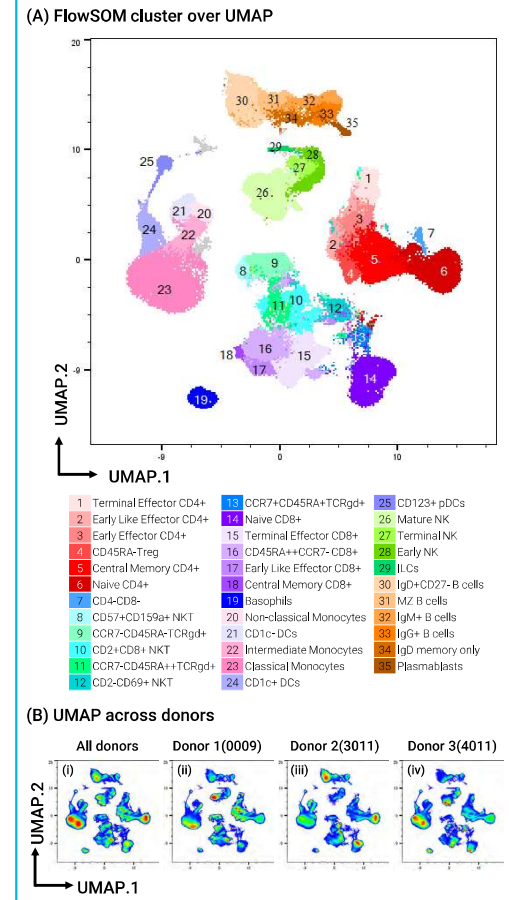 (A) FlowSOM cluster over UMAP
20
10
0
-9
-9
0
10
UMAP.2
UMAP.1
30
31
32
33
34
35
29
28
27
26
25
24
21
20
22
23
1
3
2
4
5
6
7
8
9
10
11
12
13
14
15
16
17
18
19
1 Terminal Effector CD4+
2 Early Like Effector CD4+
3 Early Effector CD4+
4 CD45RA-Treg
5 Central Memory CD4+
6 Naive CD4+
7 CD4-CD8-
8 CD57+CD159a+ NKT
9 CCR7-CD45RA-TCRgd+
10 CD2+CD8+ NKT
11 CCR7-CD45RA++TCRgd+
12 CD2-CD69+ NKT
13 CCR7+CD45RA+TCRgd+
14 Naive CD8+
15 Terminal Effector CD8+
16 CD45RA++CCR7- CD8+
17 Early Like Effector CD8+
18 Central Memory CD8+
19 Basophils
20 Non-classical Monocytes
21 CD1c- DCs
22 Intermediate Monocytes
23 Classical Monocytes
24 CD1c+ DCs
25 CD123+ pDCs
26 Mature NK
27 Terminal NK
28 Early NK
29 ILCs
30 IgD+CD27- B cells
31 MZ B cells
32 IgM+ B cells
33 IgG+ B cells
34 IgD memory only
35 Plasmablasts
(B) UMAP across donors
All donors
Donor 1(0009)
Donor 2(3011)
Donor 3(4011)
(i)
(ii)
(iii)
(iv)
UMAP.2
UMAP.1